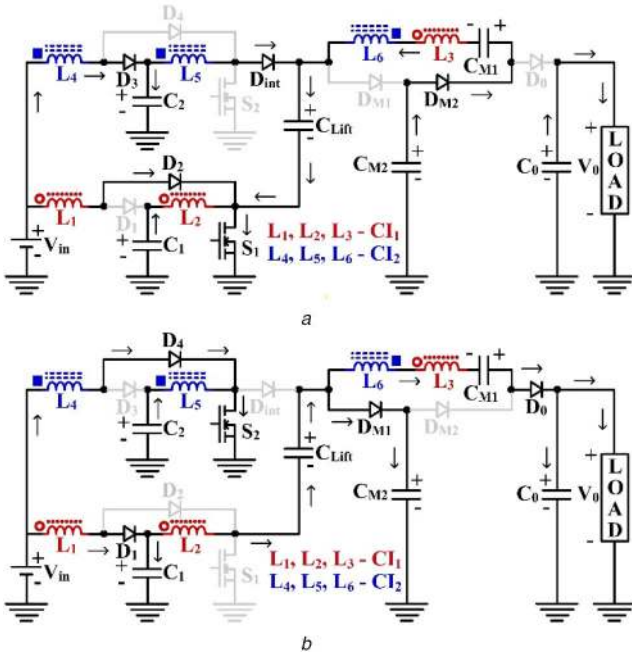 D4
L4 D3 L5 S2 Dint L6 L3 CM1
C2 DM1 DM2 D0
CLift
D2 CM2 C0 V0 LOAD
L1 D1 L2
Vin C1 S1
L1, L2, L3 - CI1
L4, L5, L6 - CI2
a
D4
L4 D3 L5 S2 Dint L6 L3 CM1
C2 DM1 DM2 D0
CLift
D2 CM2 C0 V0 LOAD
L1 D1 L2
Vin C1 S1
L1, L2, L3 - CI1
L4, L5, L6 - CI2
b